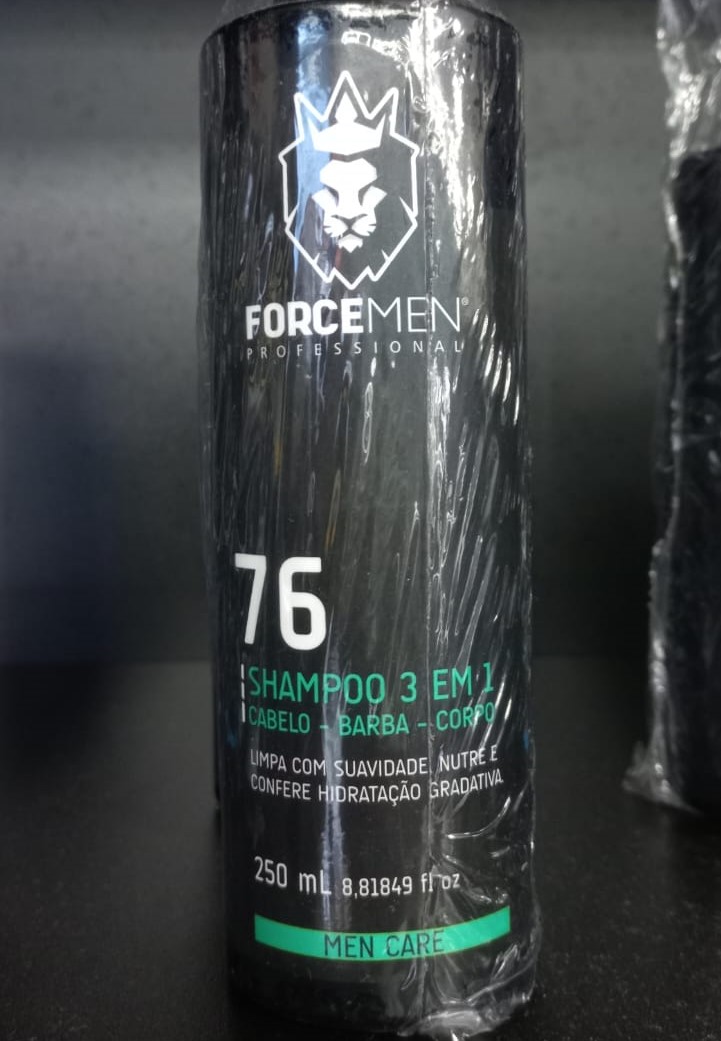 FORCEMEN®
PROFESSIONAL
76
SHAMPOO 3 EM 1
CABELO - BARBA - CORPO
LIMPA COM SUAVIDADE, NUTRE E
CONFERE HIDRATAÇÃO GRADATIVA.
250 mL 8,81849 fl oz
MEN CARE